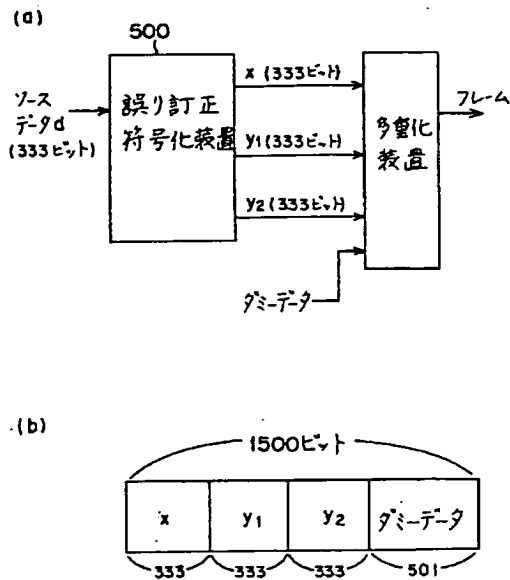 (a)
500
ソース
データd
(333ビット)
誤り訂正
符号化装置
x (333ビット)
y1 (333ビット)
y2 (333ビット)
ダミーデータ
多重化
装置
フレーム
(b)
1500ビット
x
y1
y2
ダミーデータ
333
333
333
501